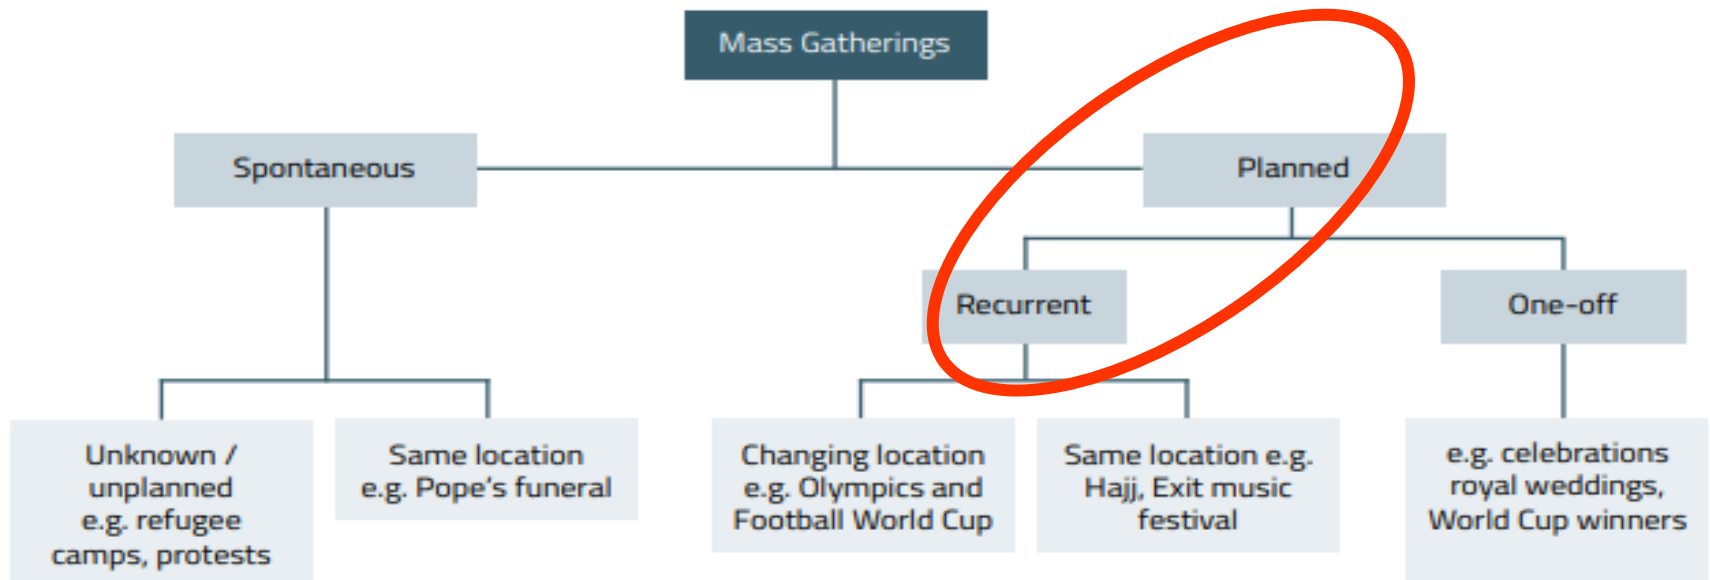 Mass Gatherings
Spontaneous
Planned
Recurrent
One-off
Unknown /
unplanned
e.g. refugee
camps, protests
Same location
e.g. Pope's funeral
Changing location
e.g. Olympics and
Football World Cup
Same location e.g.
Hajj, Exit music
festival
e.g. celebrations
royal weddings,
World Cup winners